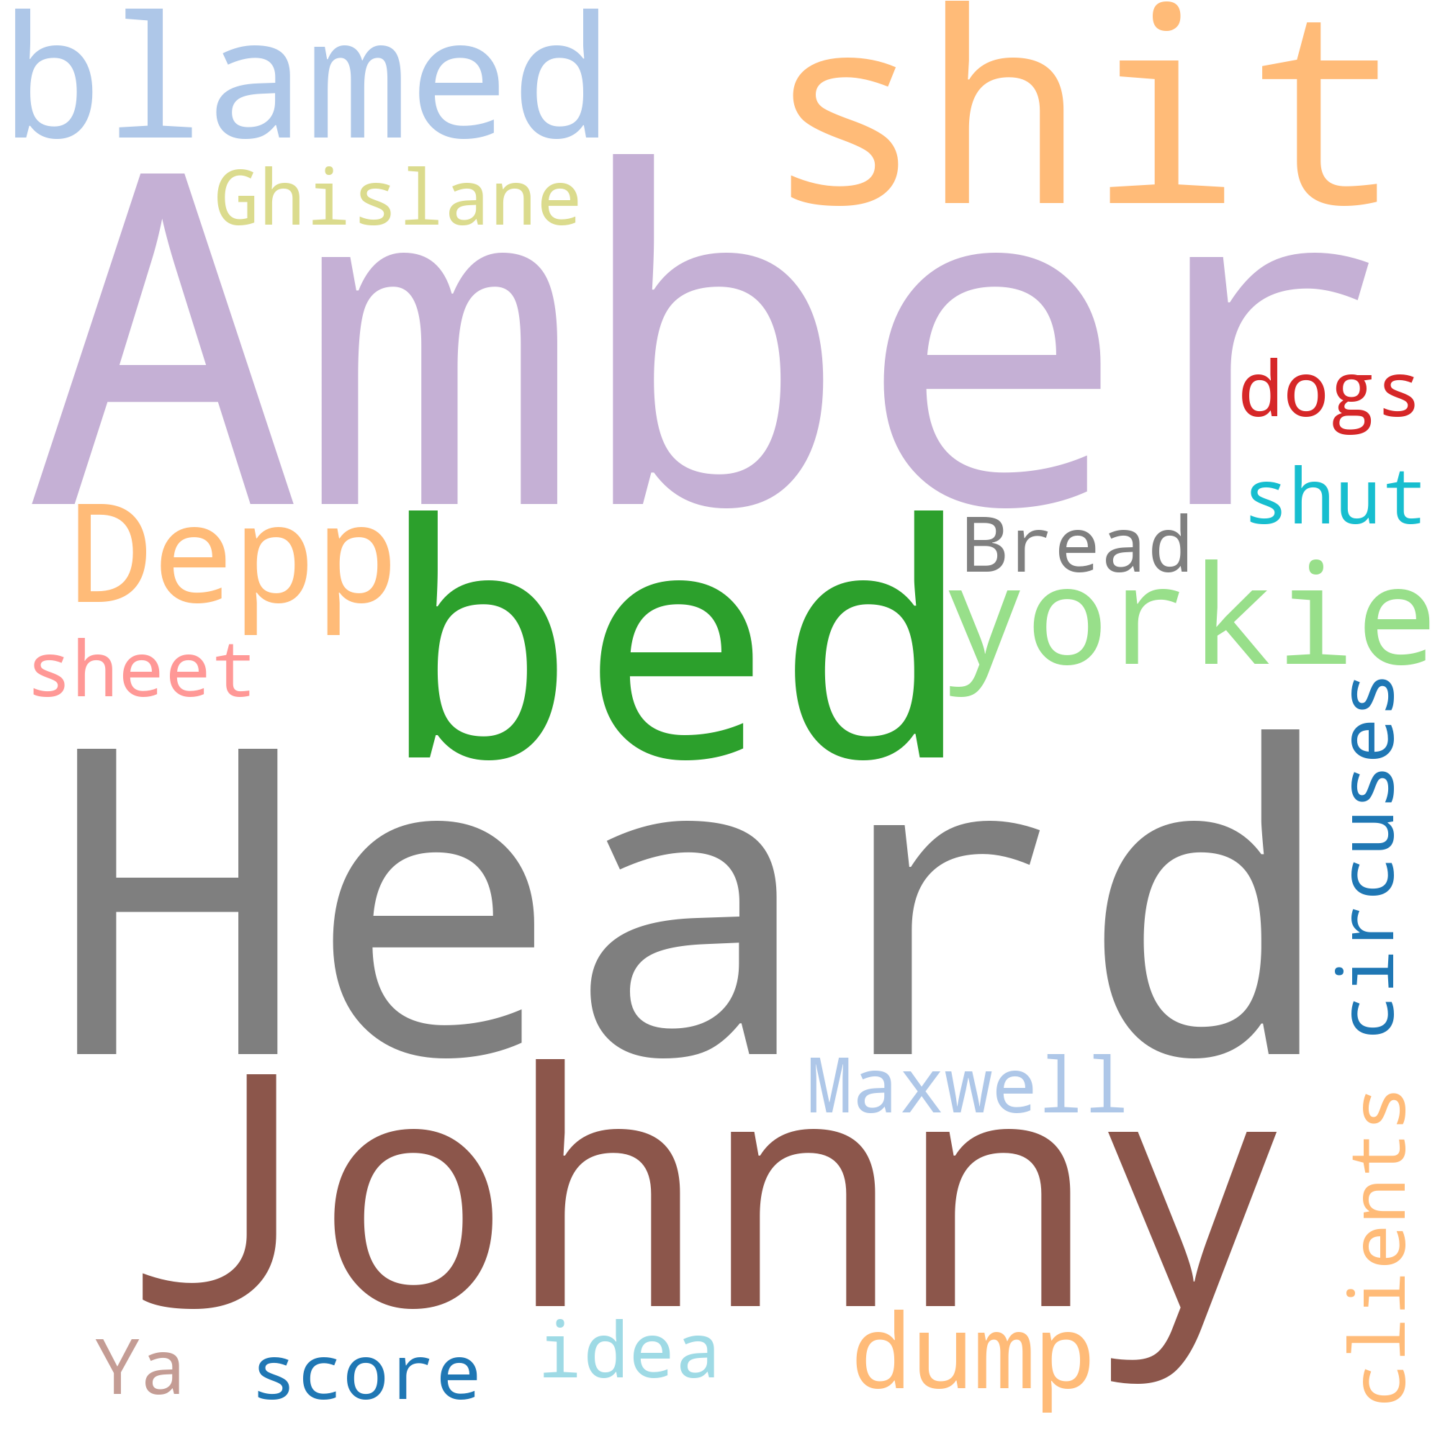 blamed
shit
Ghislane
Amber
dogs
shut
Depp
bed
Bread
yorkie
sheet
circuses
Heard
Johnny
Maxwell
clients
Ya
score
idea
dump